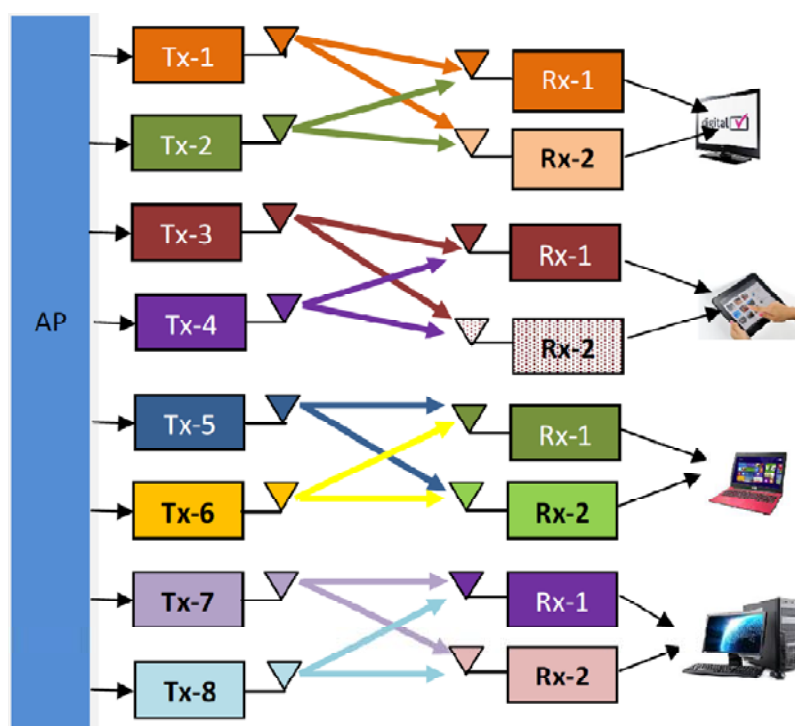 Tx-1
Rx-1
digital
Tx-2
Rx-2
Tx-3
Rx-1
AP
Tx-4
Rx-2
Tx-5
Rx-1
Tx-6
Rx-2
Tx-7
Rx-1
Tx-8
Rx-2